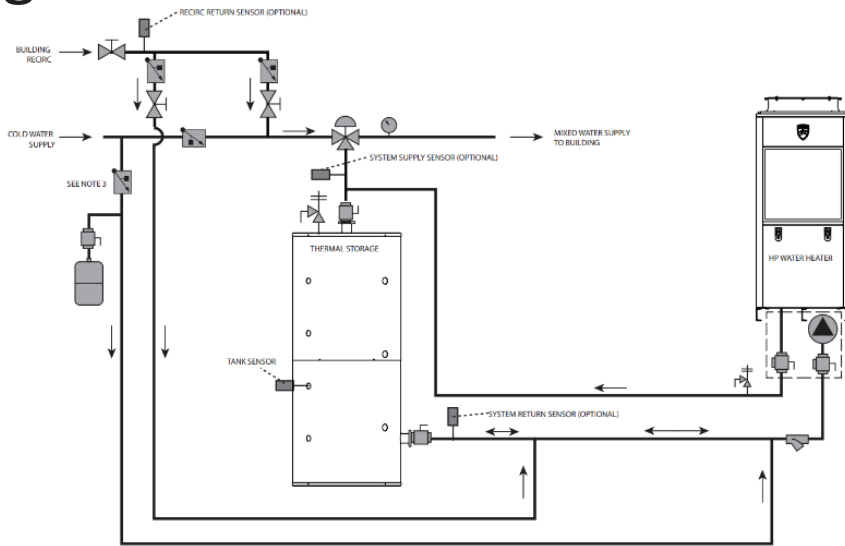 RECIRC RETURN SENSOR (OPTIONAL)
BUILDING
RECIRC
COLD WATER
SUPPLY
MIXED WATER SUPPLY
TO BUILDING
SYSTEM SUPPLY SENSOR (OPTIONAL)
SEE NOTE 3
THERMAL STORAGE
HP WATER HEATER
TANK SENSOR
SYSTEM RETURN SENSOR (OPTIONAL)